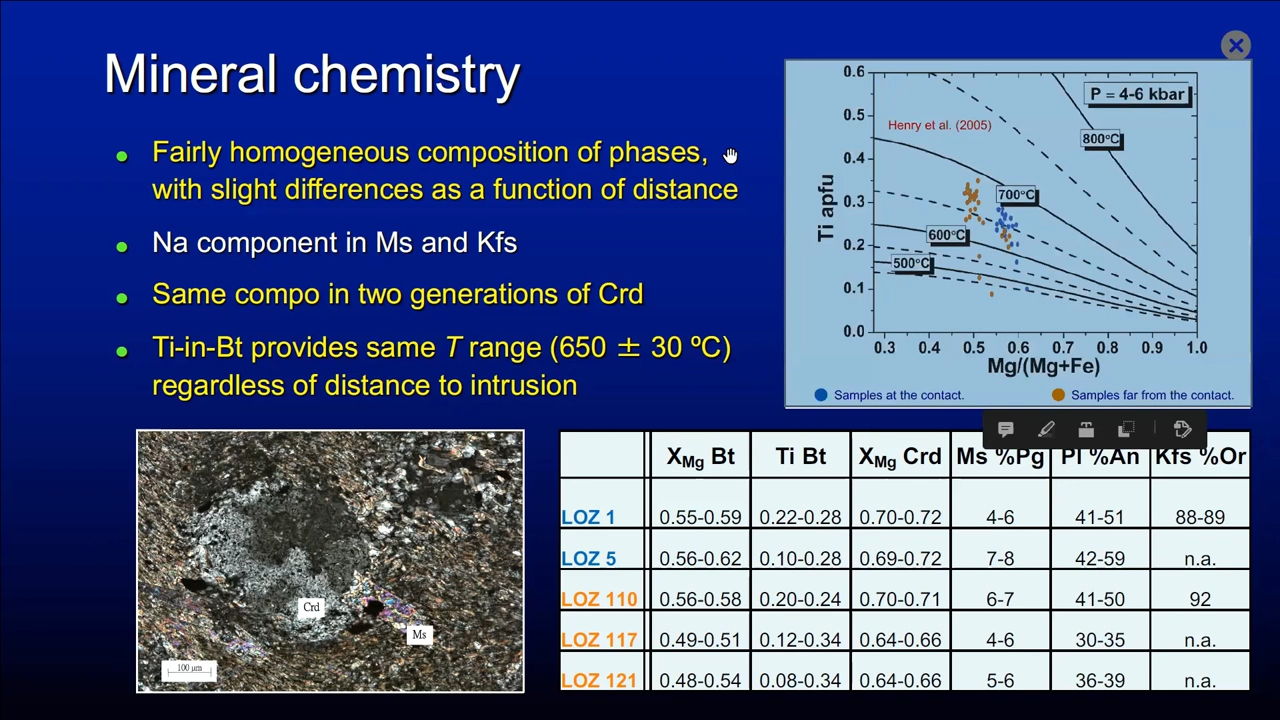 Mineral chemistry
Fairly homogeneous composition of phases,
with slight differences as a function of distance
Na component in Ms and Kfs
Same compo in two generations of Crd
Ti-in-Bt provides same T range (650 ± 30 ºC)
regardless of distance to intrusion
P = 4-6 kbar
Henry et al. (2005)
800°C
700°C
600°C
500°C
Ti apfu
0.6
0.5
0.4
0.3
0.2
0.1
0.0
0.3 0.4 0.5 0.6 0.7 0.8 0.9 1.0
Mg/(Mg+Fe)
Samples at the contact. Samples far from the contact.
Crd
Ms
100 µm
XMg Bt Ti Bt XMg Crd Ms %Pg Pl %An Kfs %Or
LOZ 1 0.55-0.59 0.22-0.28 0.70-0.72 4-6 41-51 88-89
LOZ 5 0.56-0.62 0.10-0.28 0.69-0.72 7-8 42-59 n.a.
LOZ 110 0.56-0.58 0.20-0.24 0.70-0.71 6-7 41-50 92
LOZ 117 0.49-0.51 0.12-0.34 0.64-0.66 4-6 30-35 n.a.
LOZ 121 0.48-0.54 0.08-0.34 0.64-0.66 5-6 36-39 n.a.